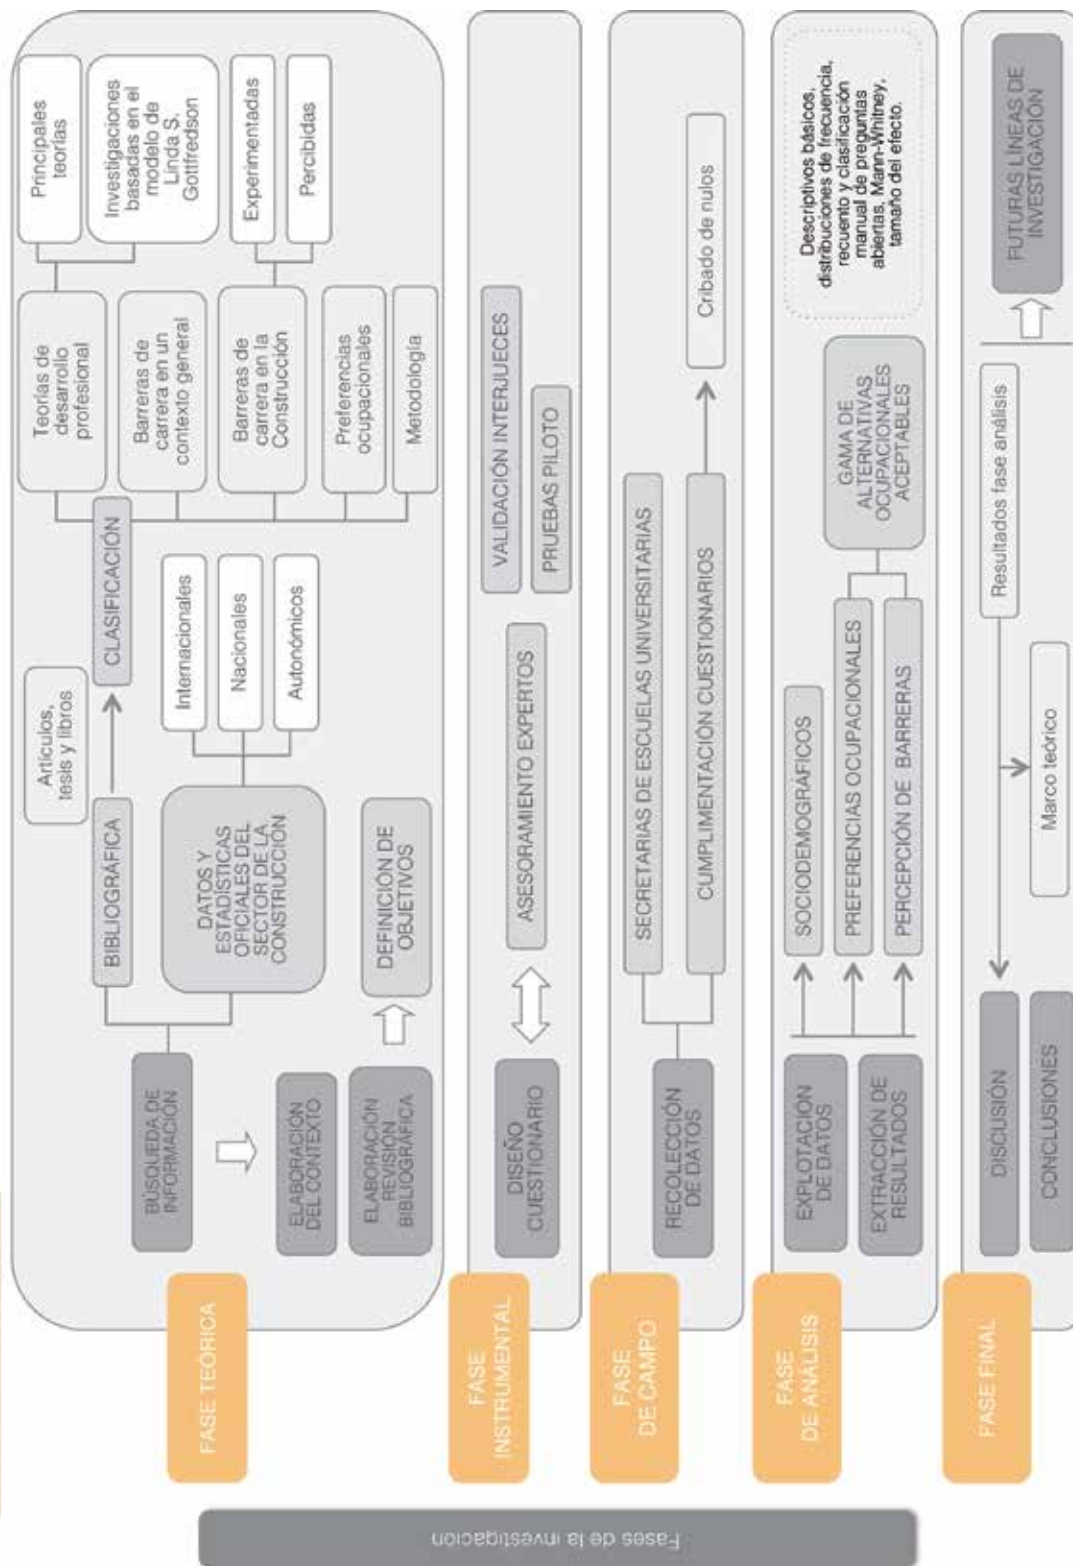 Fases de la investigacion
FASE TEÓRICA
BÚSQUEDA DE
INFORMACIÓN
ELABORACIÓN
DEL CONTEXTO
ELABORACIÓN
REVISIÓN
BIBLIOGRÁFICA
BIBLIOGRÁFICA
Artículos,
tesis y libros
CLASIFICACIÓN
DATOS Y
ESTADÍSTICAS
OFICIALES DEL
SECTOR DE LA
CONSTRUCCIÓN
Internacionales
Nacionales
Autonómicos
DEFINICIÓN DE
OBJETIVOS
Teorías de
desarrollo
profesional
Barreras de
carrera en un
contexto general
Barreras de
carrera en la
Construcción
Preferencias
ocupacionales
Metodología
Principales
teorías
Investigaciones
basadas en el
modelo de
Linda S.
Gottfredson
Experimentadas
Percibidas
FASE
INSTRUMENTAL
DISEÑO
CUESTIONARIO
ASESORAMIENTO EXPERTOS
VALIDACIÓN INTERJUECES
PRUEBAS PILOTO
FASE
DE CAMPO
RECOLECCIÓN
DE DATOS
SECRETARIAS DE ESCUELAS UNIVERSITARIAS
CUMPLIMENTACIÓN CUESTIONARIOS
Cribado de nulos
FASE
DE ANÁLISIS
EXPLOTACIÓN
DE DATOS
EXTRACCIÓN DE
RESULTADOS
SOCIODEMOGRÁFICOS
PREFERENCIAS OCUPACIONALES
PERCEPCIÓN DE BARRERAS
GAMA DE
ALTERNATIVAS
OCUPACIONALES
ACEPTABLES
Descriptivos básicos,
distribuciones de frecuencia,
recuento y clasificación
manual de preguntas
abiertas, Mann-Whitney,
tamaño del efecto.
FASE FINAL
DISCUSIÓN
CONCLUSIONES
Marco teórico
Resultados fase análisis
FUTURAS LÍNEAS DE
INVESTIGACIÓN